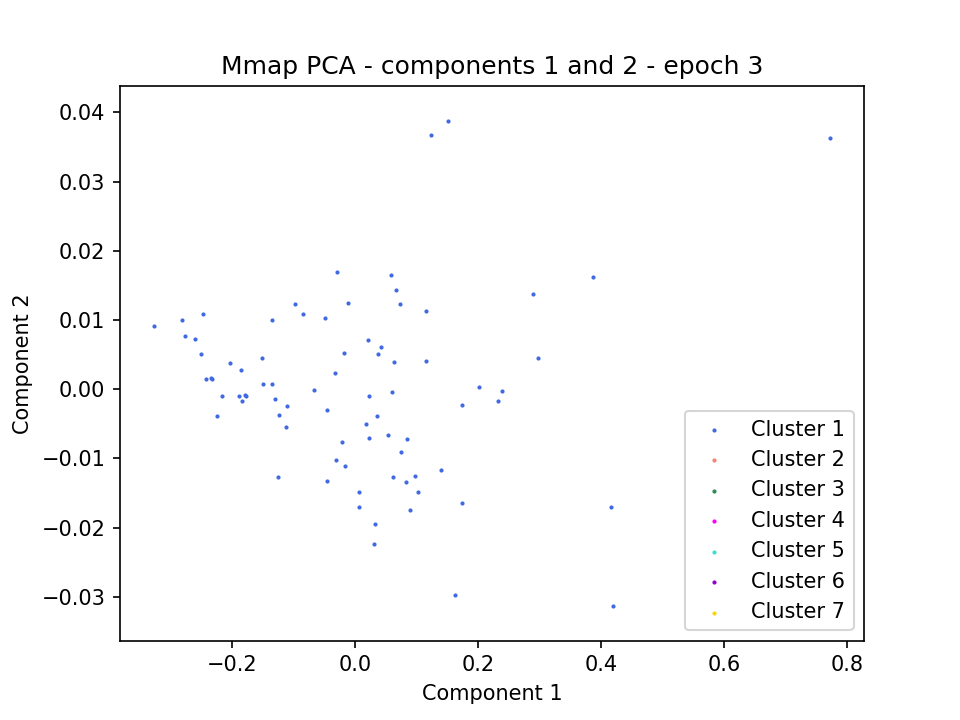 Mmap PCA - components 1 and 2 - epoch 3
0.04
0.03
0.02
0.01
0.00
−0.01
−0.02
−0.03
Component 2
Cluster 1
Cluster 2
Cluster 3
Cluster 4
Cluster 5
Cluster 6
Cluster 7
−0.2 0.0 0.2 0.4 0.6 0.8
Component 1